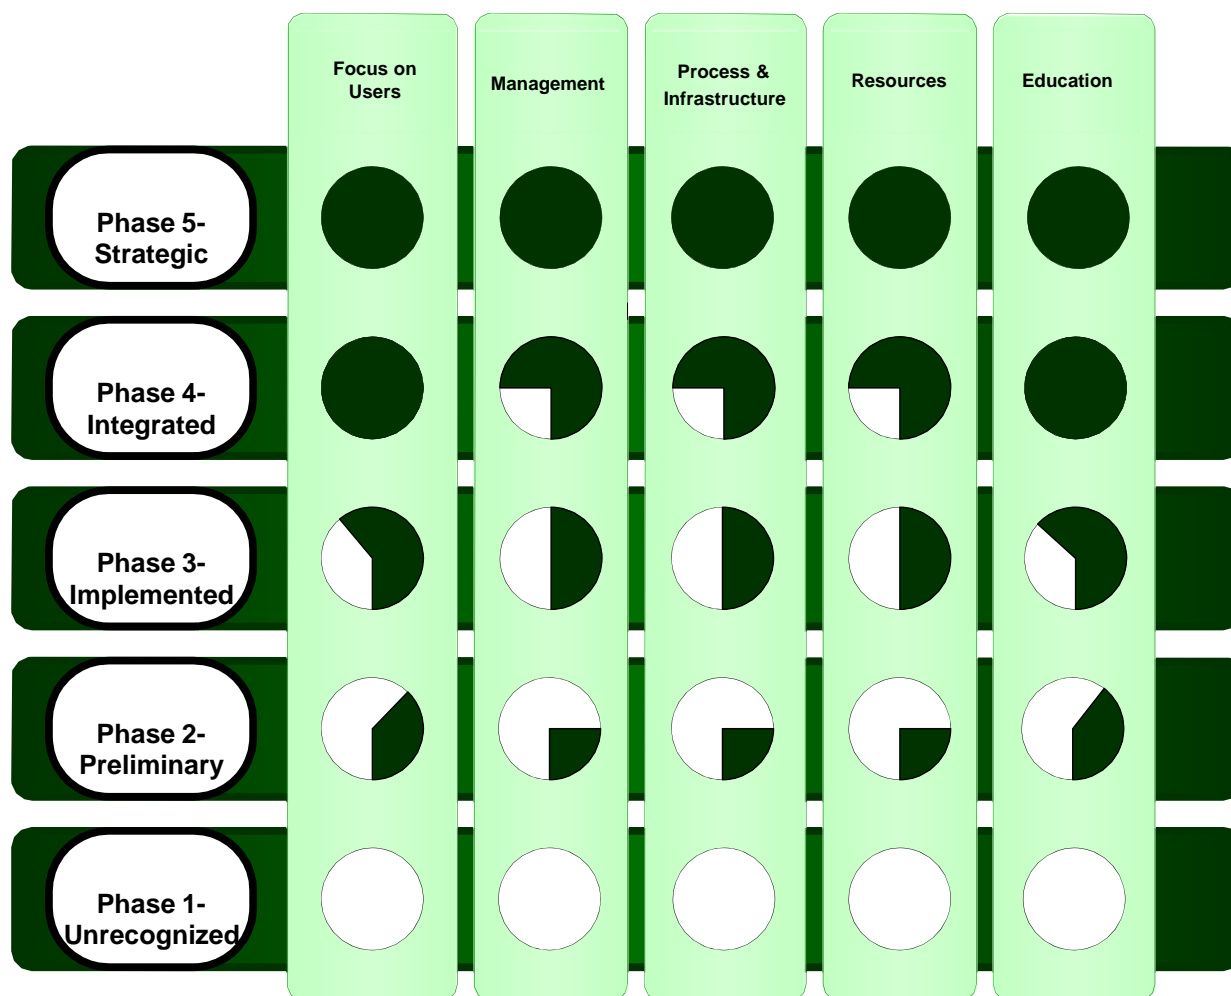 Focus on
Users
Management
Process &
Infrastructure
Resources
Education
Phase 5-
Strategic
Phase 4-
Integrated
Phase 3-
Implemented
Phase 2-
Preliminary
Phase 1-
Unrecognized